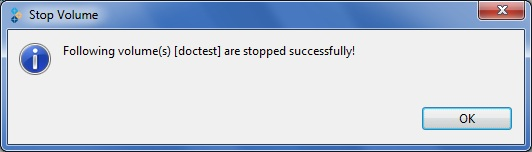 Stop Volume
Following volume(s) [doctest] are stopped successfully!
OK